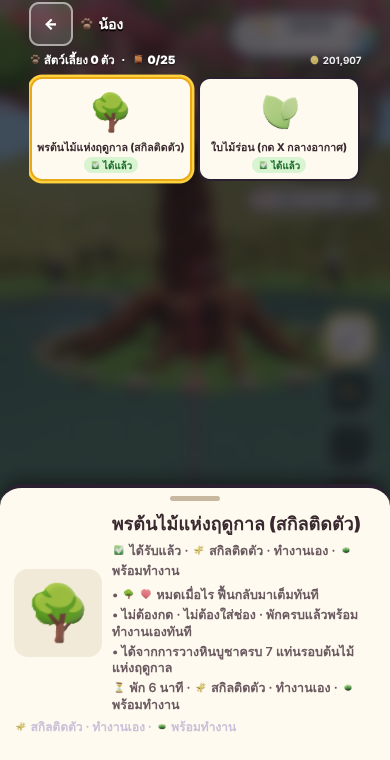 น้อง
สัตว์เลี้ยง 0 ตัว · 0/25
201,907
พรต้นไม้แห่งฤดูกาล (สกิลติดตัว)
ได้แล้ว
ใบไม้ร่อน (กด X กลางอากาศ)
ได้แล้ว
พรต้นไม้แห่งฤดูกาล (สกิลติดตัว)
ได้รับแล้ว · สกิลติดตัว · ทำงานเอง ·
พร้อมทำงาน
• หมดเมื่อไร ฟื้นกลับมาเต็มทันที
• ไม่ต้องกด · ไม่ต้องใส่ช่อง · พักครบแล้วพร้อม
ทำงานเองทันที
• ได้จากการวางหินบูชาครบ 7 แท่นรอบต้นไม้
แห่งฤดูกาล
พัก 6 นาที · สกิลติดตัว · ทำงานเอง ·
พร้อมทำงาน
สกิลติดตัว · ทำงานเอง · พร้อมทำงาน